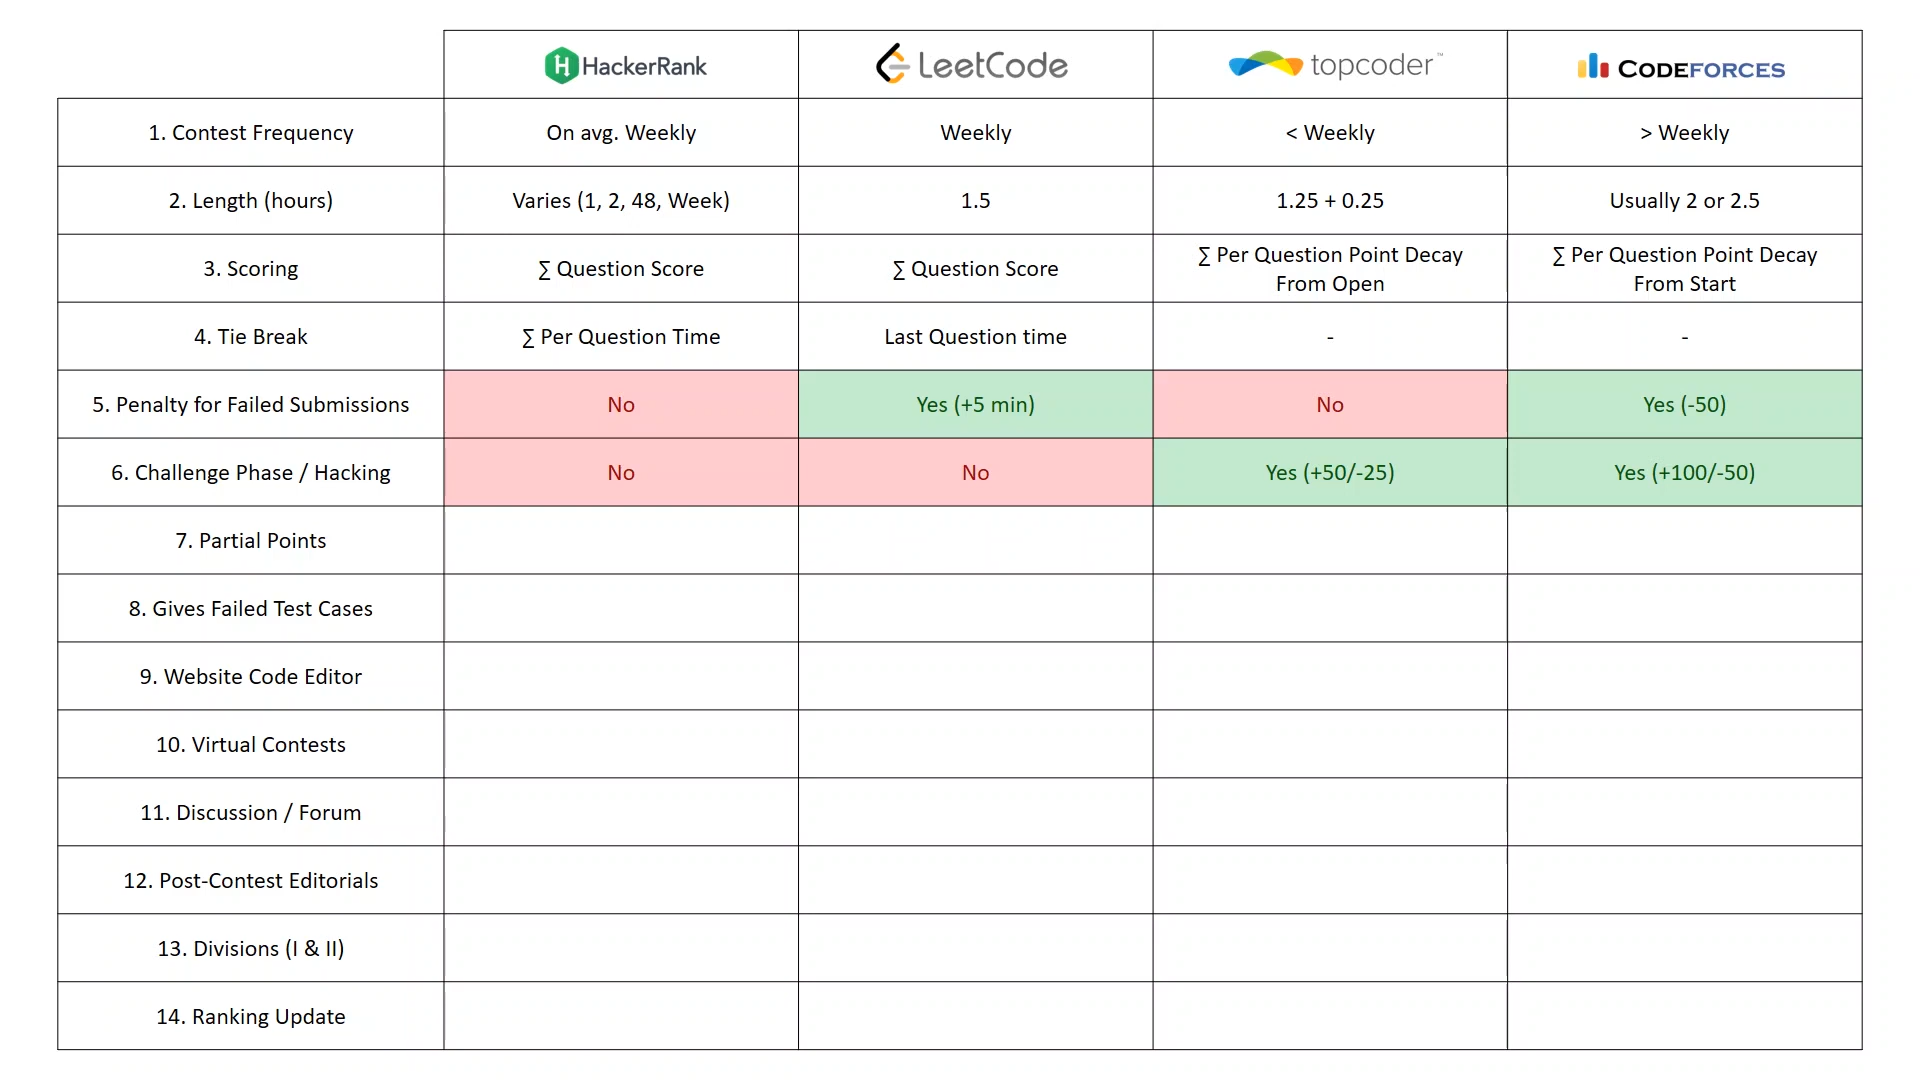 HackerRank
LeetCode
topcoder™
CODEFORCES
1. Contest Frequency
On avg. Weekly
Weekly
< Weekly
> Weekly
2. Length (hours)
Varies (1, 2, 48, Week)
1.5
1.25 + 0.25
Usually 2 or 2.5
3. Scoring
∑ Question Score
∑ Question Score
∑ Per Question Point Decay
From Open
∑ Per Question Point Decay
From Start
4. Tie Break
∑ Per Question Time
Last Question time
-
-
5. Penalty for Failed Submissions
No
Yes (+5 min)
No
Yes (-50)
6. Challenge Phase / Hacking
No
No
Yes (+50/-25)
Yes (+100/-50)
7. Partial Points
8. Gives Failed Test Cases
9. Website Code Editor
10. Virtual Contests
11. Discussion / Forum
12. Post-Contest Editorials
13. Divisions (I & II)
14. Ranking Update